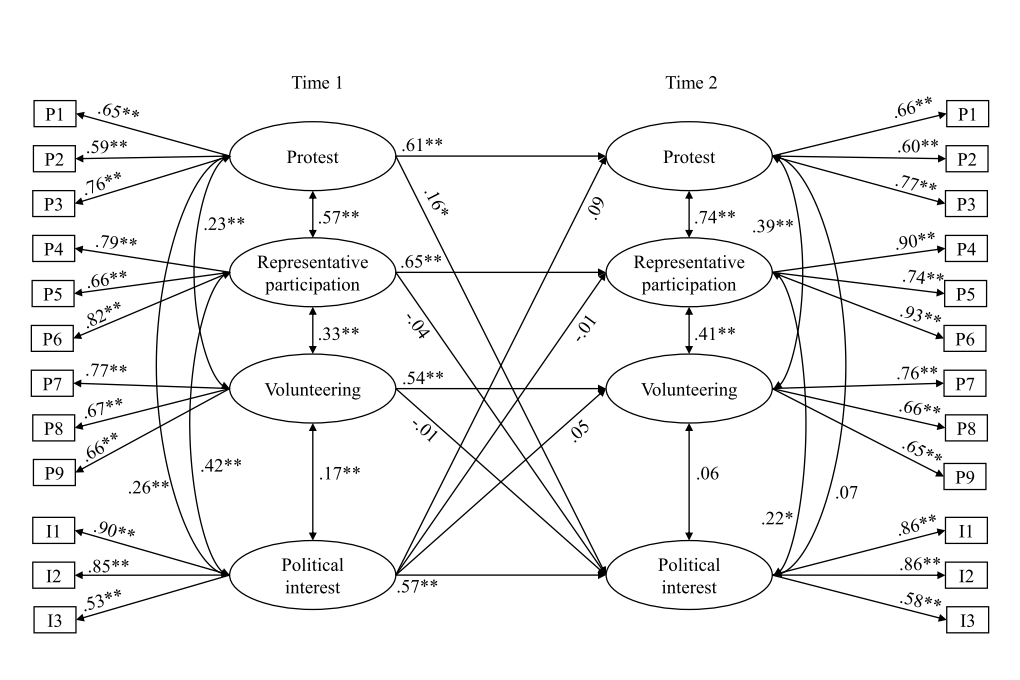 Time 1
Time 2
P1
.65**
Protest
.61**
Protest
.66**
P1
P2
.59**
.60**
P2
P3
.76**
.77**
P3
.23**
.57**
.16*
.09
.74**
.39**
P4
.79**
Representative
participation
.65**
Representative
participation
.90**
P4
P5
.66**
.74**
P5
P6
.82**
.93**
P6
.33**
-.04
-.01
.41**
P7
.77**
Volunteering
.54**
Volunteering
.76**
P7
P8
.67**
.66**
P8
P9
.66**
.65**
P9
-.01
.05
.26**
.42**
.17**
.06
.22*
.07
I1
.90**
.86**
I1
I2
.85**
Political
interest
.57**
Political
interest
.86**
I2
I3
.53**
.58**
I3